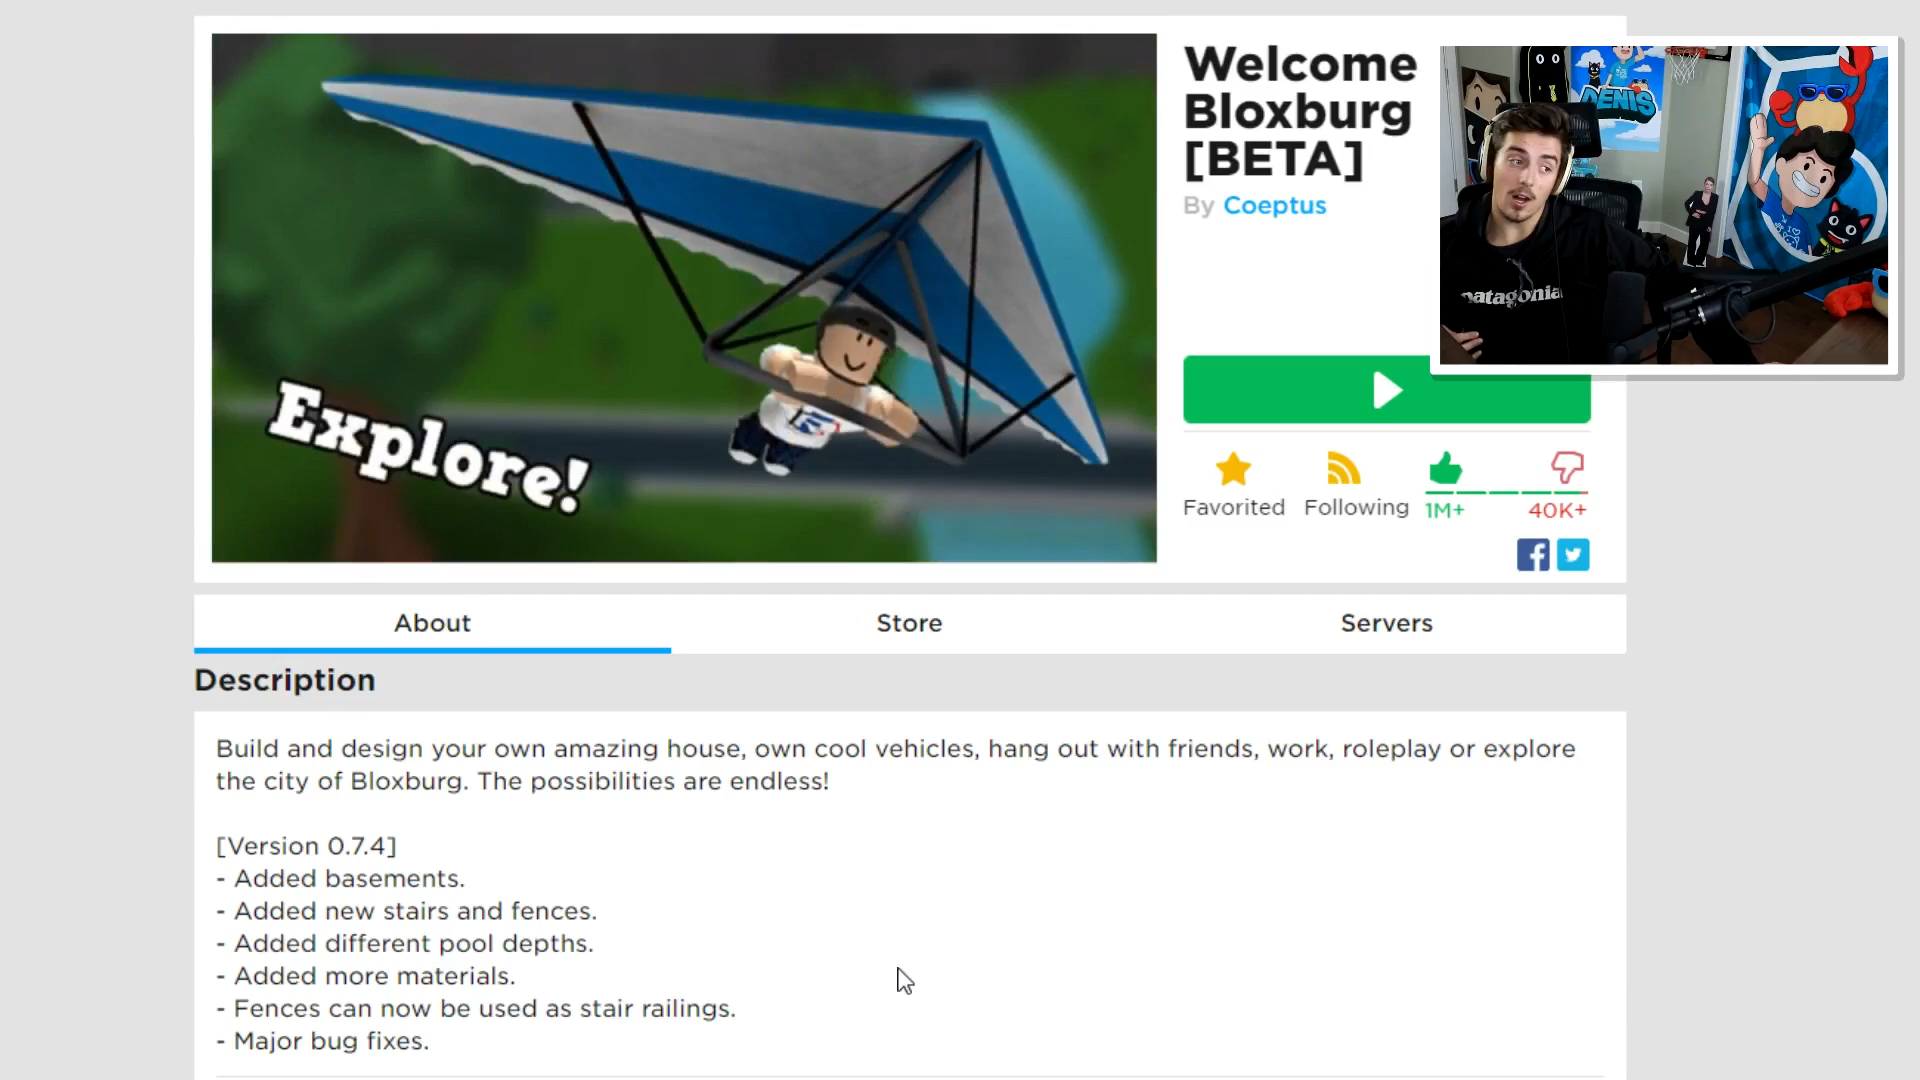 Welcome
Bloxburg
[BETA]
By Coeptus
DENIS
patagonia
Explore!
Favorited
Following
1M+
40K+
About
Store
Servers
Description
Build and design your own amazing house, own cool vehicles, hang out with friends, work, roleplay or explore
the city of Bloxburg. The possibilities are endless!
[Version 0.7.4]
- Added basements.
- Added new stairs and fences.
- Added different pool depths.
- Added more materials.
- Fences can now be used as stair railings.
- Major bug fixes.